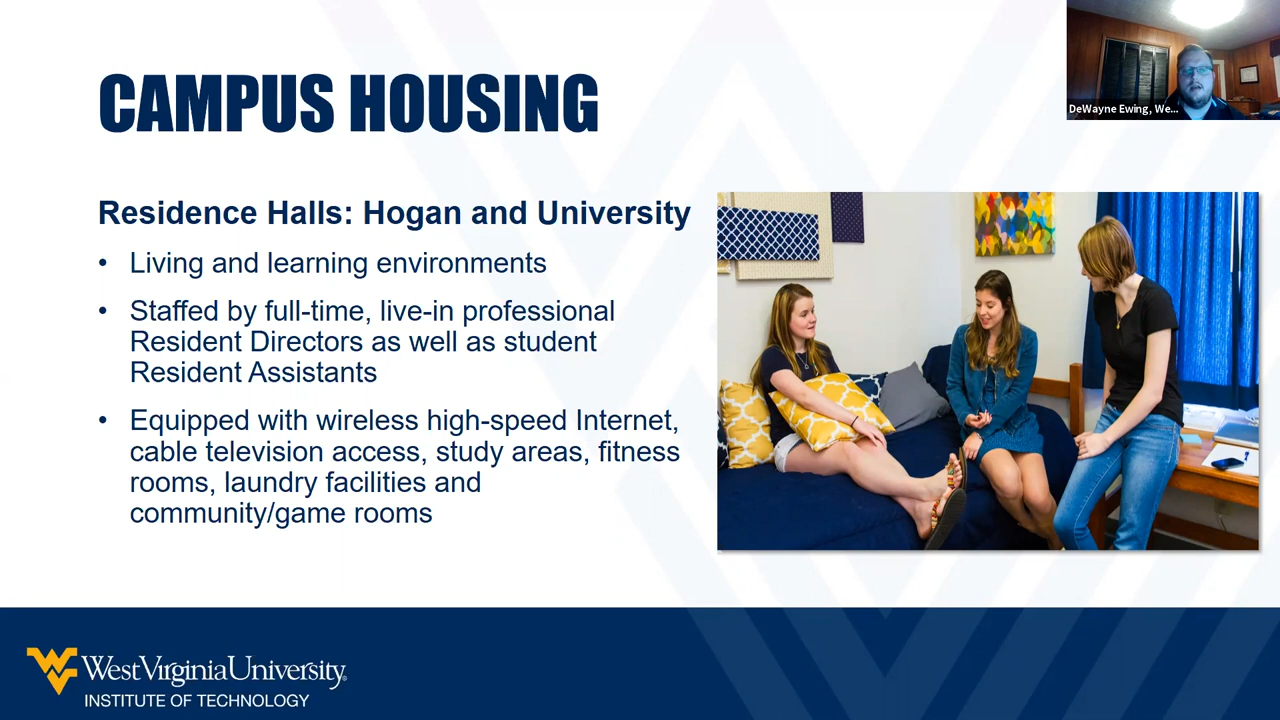 CAMPUS HOUSING
DeWayne Ewing, We...
Residence Halls: Hogan and University
• Living and learning environments
• Staffed by full-time, live-in professional
Resident Directors as well as student
Resident Assistants
• Equipped with wireless high-speed Internet,
cable television access, study areas, fitness
rooms, laundry facilities and
community/game rooms
West Virginia University®
INSTITUTE OF TECHNOLOGY